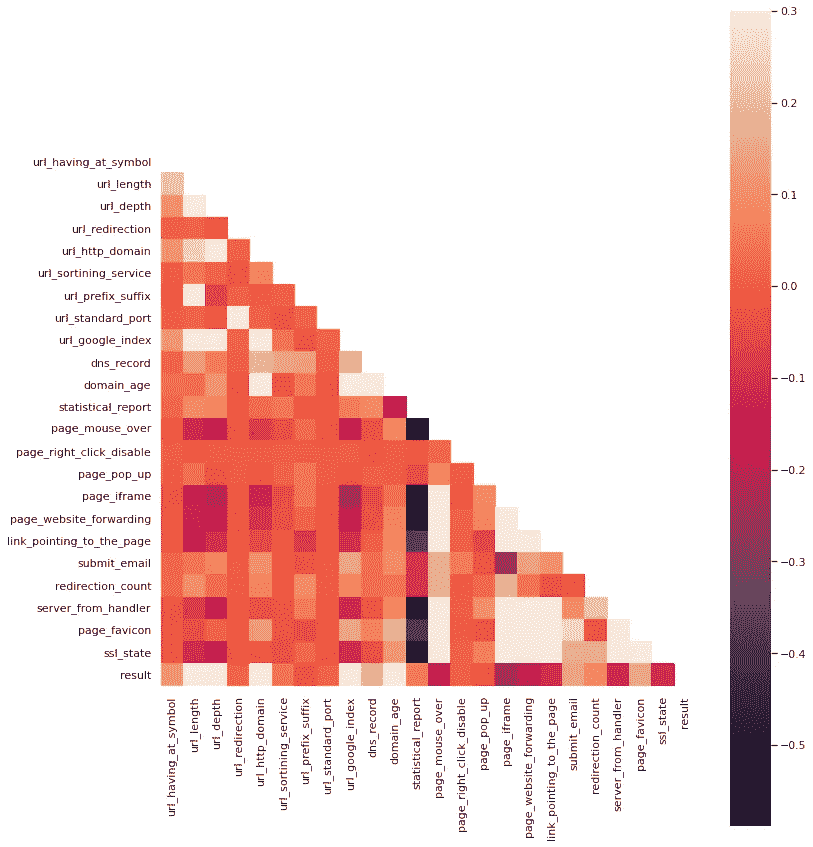 0.3
0.2
0.1
0.0
−0.1
−0.2
−0.3
−0.4
−0.5
url_having_at_symbol
url_length
url_depth
url_redirection
url_http_domain
url_sortining_service
url_prefix_suffix
url_standard_port
url_google_index
dns_record
domain_age
statistical_report
page_mouse_over
page_right_click_disable
page_pop_up
page_iframe
page_website_forwarding
link_pointing_to_the_page
submit_email
redirection_count
server_from_handler
page_favicon
ssl_state
result
url_having_at_symbol
url_length
url_depth
url_redirection
url_http_domain
url_sortining_service
url_prefix_suffix
url_standard_port
url_google_index
dns_record
domain_age
statistical_report
page_mouse_over
page_right_click_disable
page_pop_up
page_iframe
page_website_forwarding
link_pointing_to_the_page
submit_email
redirection_count
server_from_handler
page_favicon
ssl_state
result